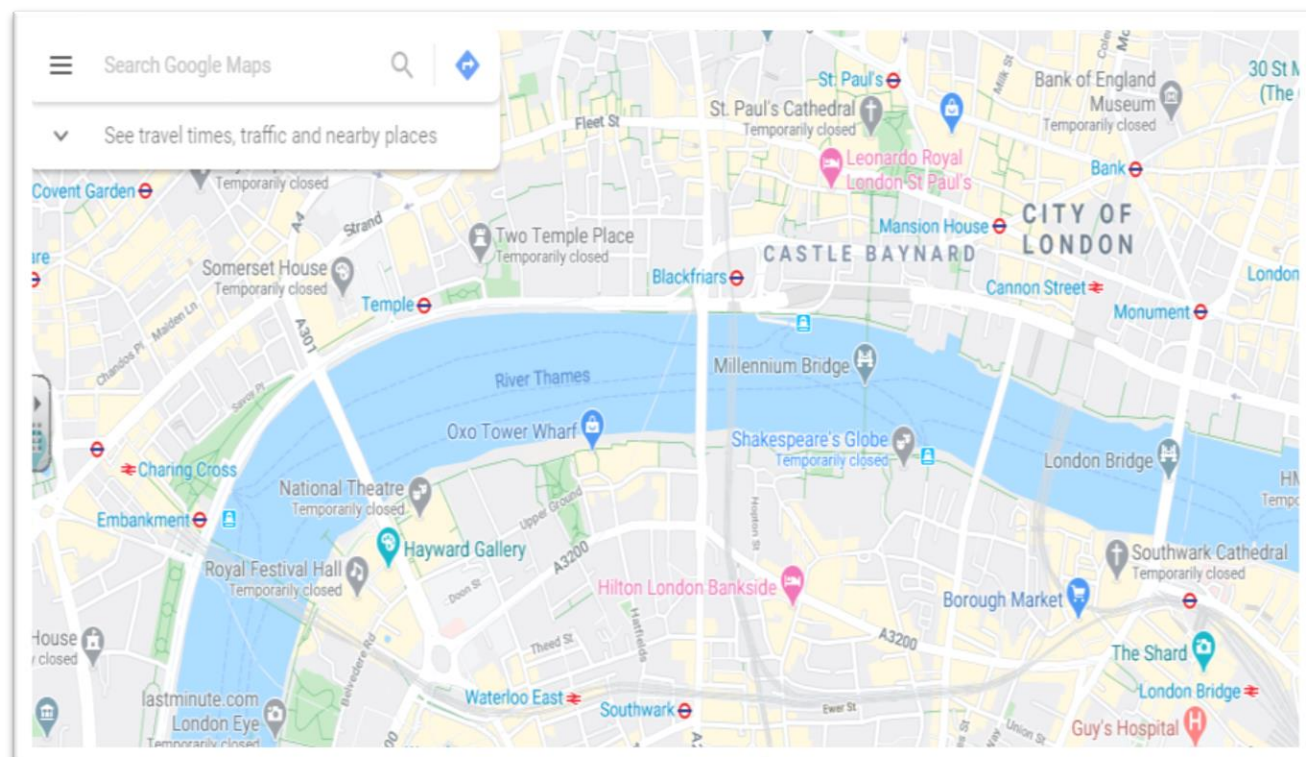 Search Google Maps
See travel times, traffic and nearby places
Covent Garden
Temporarily closed
A4
Strand
Fleet St
St. Paul's
St. Paul's Cathedral
Temporarily closed
Milk St
Bank of England
Museum
Temporarily closed
30 St M
(The
Leonardo Royal
London St Paul's
Bank
Mansion House
CITY OF
LONDON
Two Temple Place
Temporarily closed
CASTLE BAYNARD
Somerset House
Temporarily closed
Blackfriars
Cannon Street
London
Temple
Monument
Maiden Ln
Chandos Pl
A301
Savoy Pl
River Thames
Millennium Bridge
Oxo Tower Wharf
Shakespeare's Globe
Temporarily closed
London Bridge
Charing Cross
National Theatre
Temporarily closed
HM
Tempo
Embankment
Upper Ground
Hopton St
Hayward Gallery
A3200
Southwark Cathedral
Temporarily closed
Royal Festival Hall
Temporarily closed
Doon St
Hilton London Bankside
Borough Market
Hatfields
House
closed
Belvedere Rd
Theed St
A3200
The Shard
London Bridge
lastminute.com
London Eye
Temporarily closed
Waterloo East
Southwark
Ewer St
Union St
Guy's Hospital